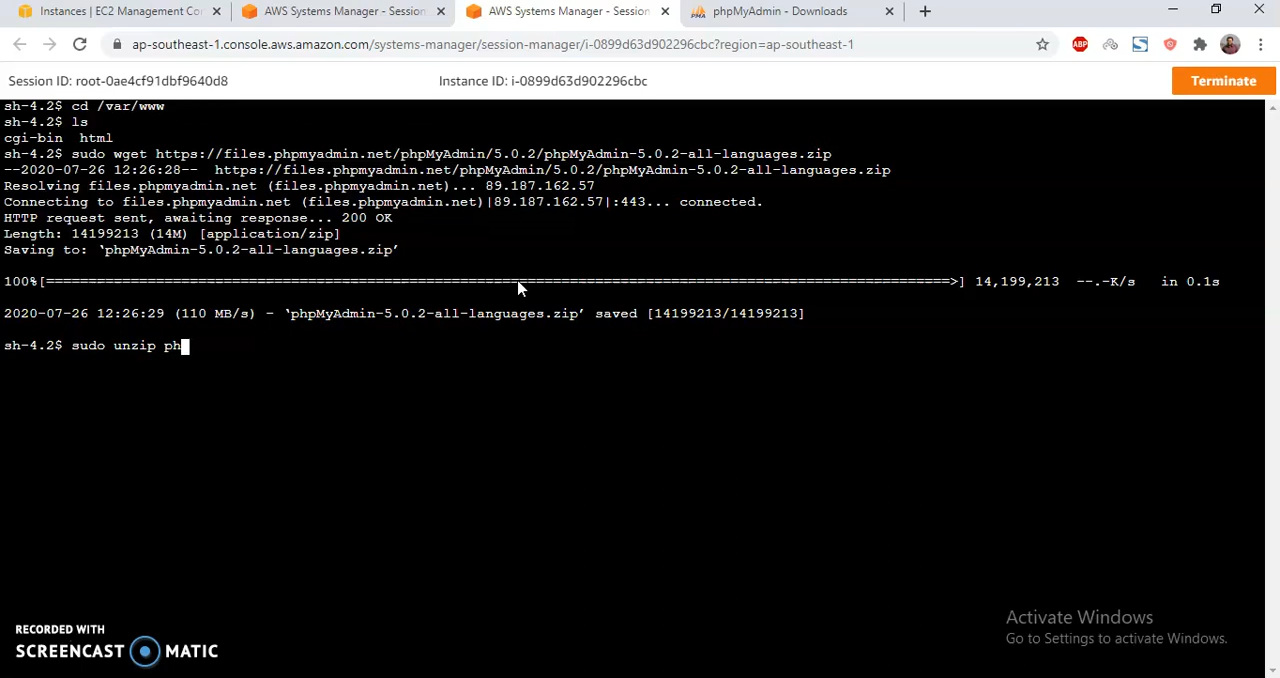 Instances | EC2 Management Co
AWS Systems Manager - Session
AWS Systems Manager - Session
phpMyAdmin - Downloads
ap-southeast-1.console.aws.amazon.com/systems-manager/session-manager/i-0899d63d902296cbc?region=ap-southeast-1
ABP
Session ID: root-0ae4cf91dbf9640d8
Instance ID: i-0899d63d902296cbc
Terminate
sh-4.2$ cd /var/www
sh-4.2$ ls
cgi-bin  html
sh-4.2$ sudo wget https://files.phpmyadmin.net/phpMyAdmin/5.0.2/phpMyAdmin-5.0.2-all-languages.zip
--2020-07-26 12:26:28--  https://files.phpmyadmin.net/phpMyAdmin/5.0.2/phpMyAdmin-5.0.2-all-languages.zip
Resolving files.phpmyadmin.net (files.phpmyadmin.net)... 89.187.162.57
Connecting to files.phpmyadmin.net (files.phpmyadmin.net)|89.187.162.57|:443... connected.
HTTP request sent, awaiting response... 200 OK
Length: 14199213 (14M) [application/zip]
Saving to: ‘phpMyAdmin-5.0.2-all-languages.zip’
100%[===========================================================================================================>] 14,199,213  --.-K/s   in 0.1s
2020-07-26 12:26:29 (110 MB/s) - ‘phpMyAdmin-5.0.2-all-languages.zip’ saved [14199213/14199213]
sh-4.2$ sudo unzip ph
Activate Windows
Go to Settings to activate Windows.
RECORDED WITH
SCREENCAST MATIC